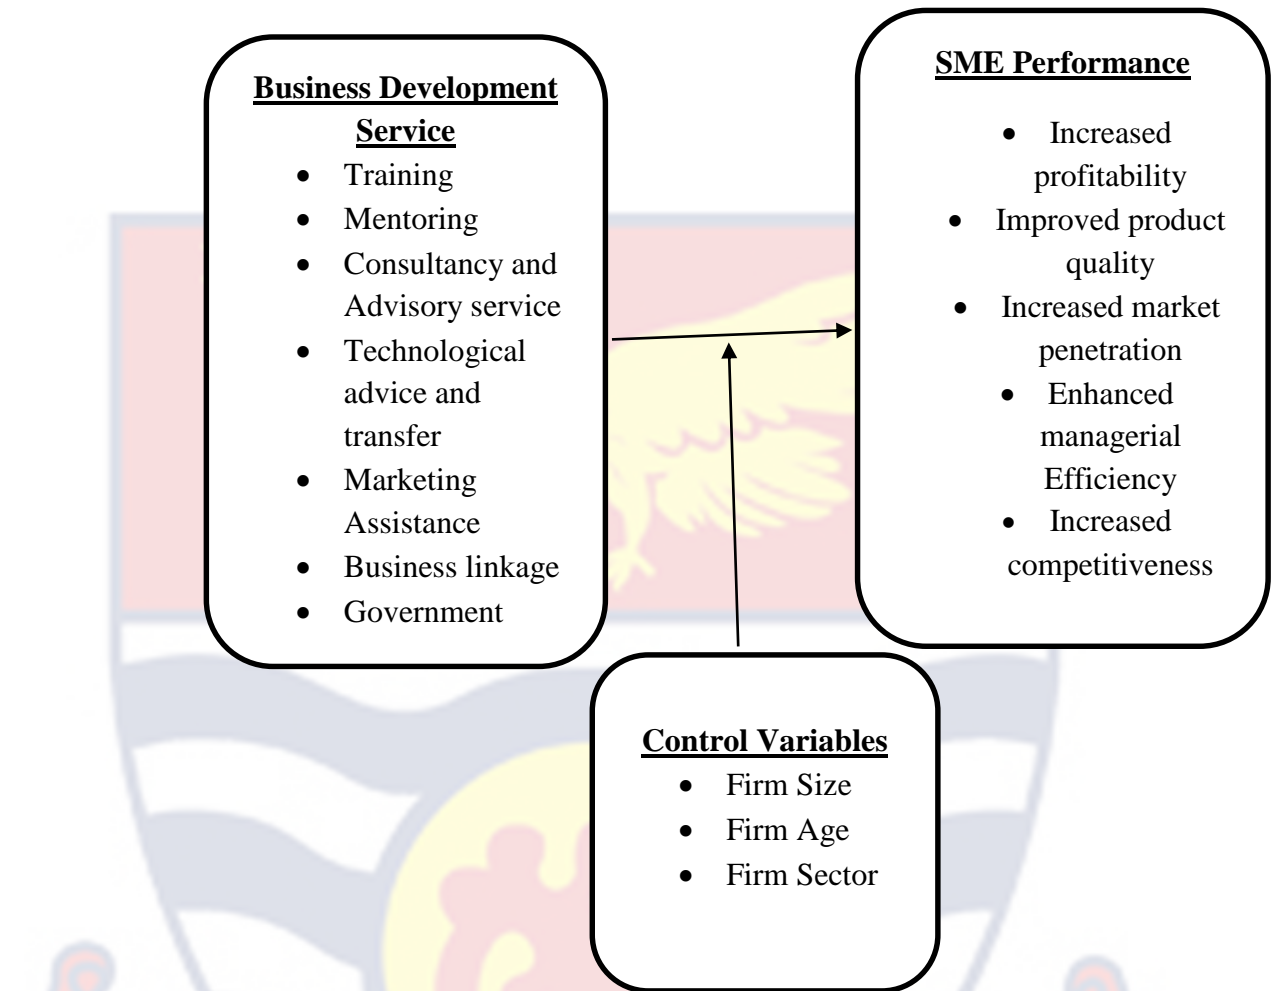 Business Development
Service
• Training
• Mentoring
• Consultancy and
Advisory service
• Technological
advice and
transfer
• Marketing
Assistance
• Business linkage
• Government
SME Performance
• Increased
profitability
• Improved product
quality
• Increased market
penetration
• Enhanced
managerial
Efficiency
• Increased
competitiveness
Control Variables
• Firm Size
• Firm Age
• Firm Sector